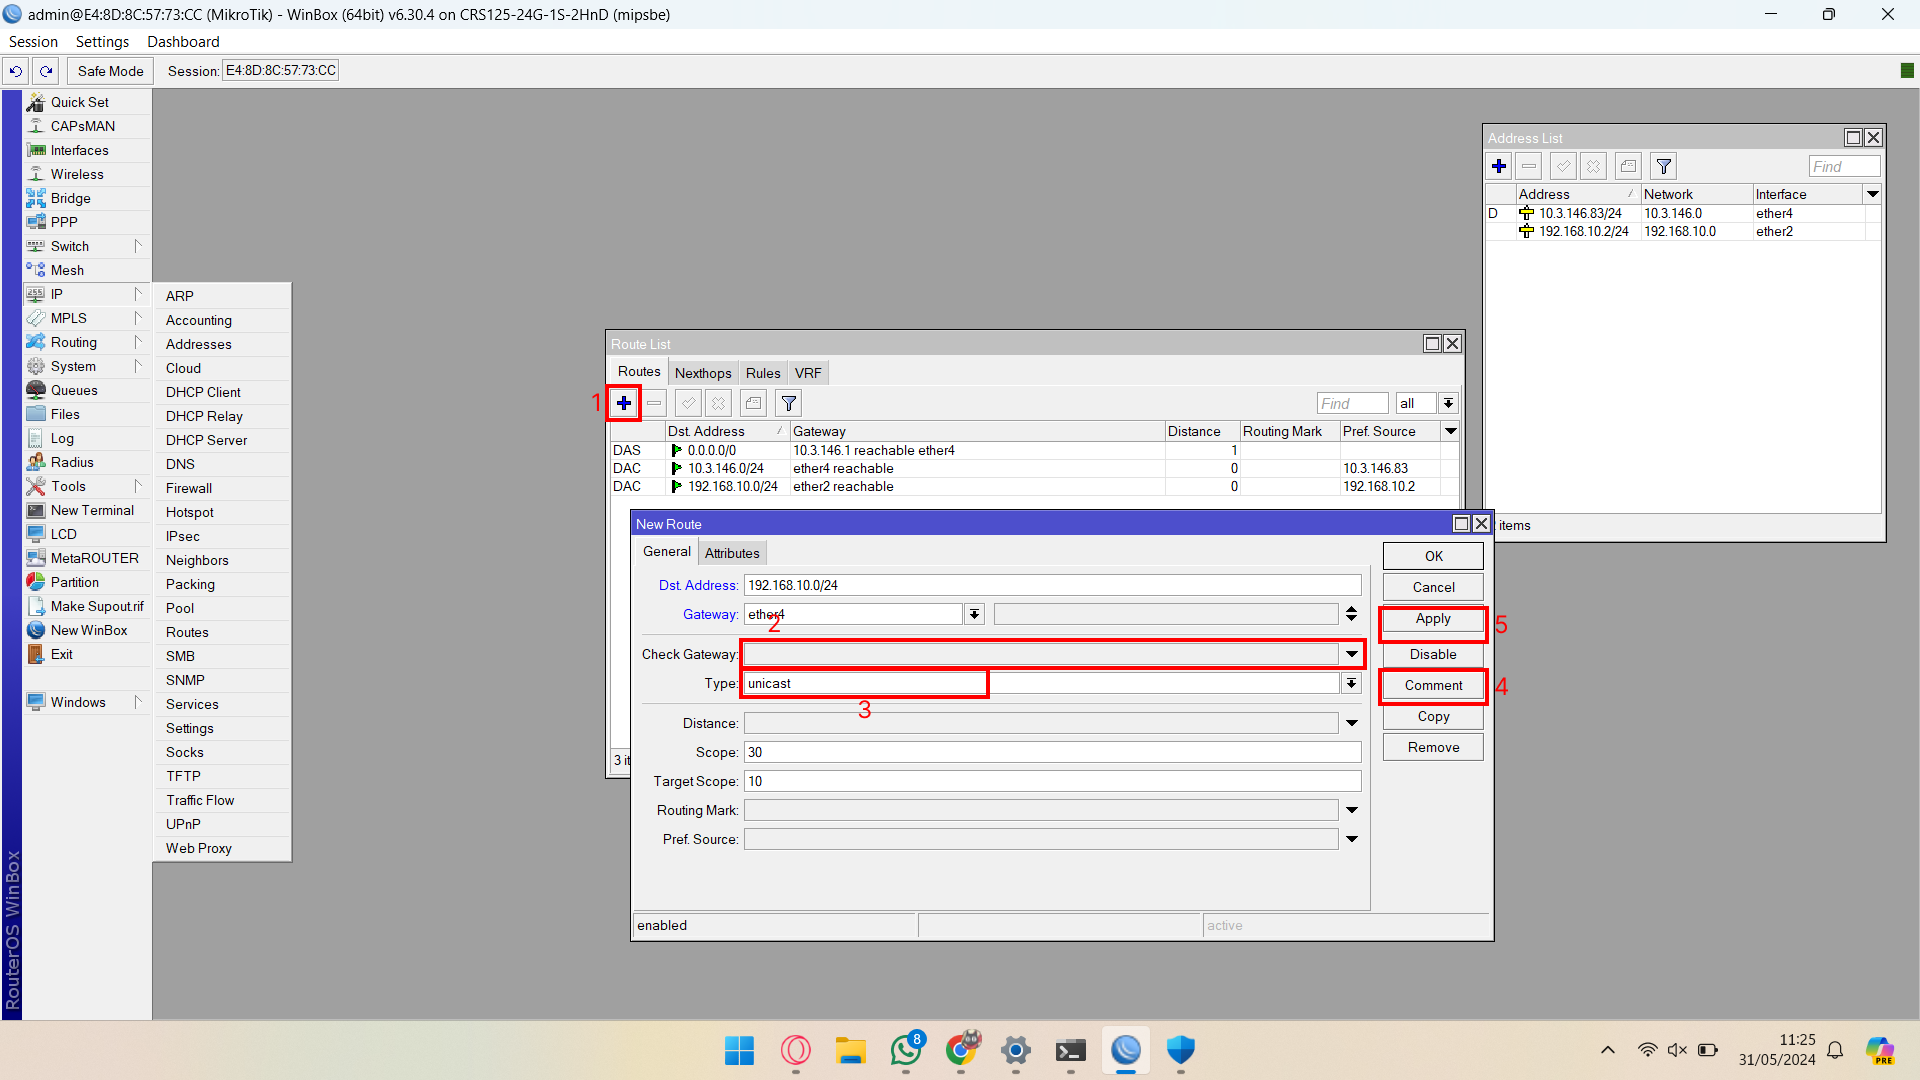 admin@E4:8D:8C:57:73:CC (MikroTik) - WinBox (64bit) v6.30.4 on CRS125-24G-1S-2HnD (mipsbe)
Session Settings Dashboard
Safe Mode Session: E4:8D:8C:57:73:CC
Quick Set
CAPsMAN
Interfaces
Wireless
Bridge
PPP
Switch
Mesh
IP
MPLS
Routing
System
Queues
Files
Log
Radius
Tools
New Terminal
LCD
MetaROUTER
Partition
Make Supout.rif
New WinBox
Exit
Windows
RouterOS WinBox
ARP
Accounting
Addresses
Cloud
DHCP Client
DHCP Relay
DHCP Server
DNS
Firewall
Hotspot
IPsec
Neighbors
Packing
Pool
Routes
SMB
SNMP
Services
Settings
Socks
TFTP
Traffic Flow
UPnP
Web Proxy
Address List
Find
Address Network Interface
D 10.3.146.83/24 10.3.146.0 ether4
192.168.10.2/24 192.168.10.0 ether2
items
Route List
Routes Nexthops Rules VRF
1
Find all
Dst. Address Gateway Distance Routing Mark Pref. Source
DAS 0.0.0.0/0 10.3.146.1 reachable ether4 1
DAC 10.3.146.0/24 ether4 reachable 0 10.3.146.83
DAC 192.168.10.0/24 ether2 reachable 0 192.168.10.2
3 it
New Route
General Attributes
Dst. Address: 192.168.10.0/24
Gateway: ether4
2
Check Gateway:
Type: unicast
3
Distance:
Scope: 30
Target Scope: 10
Routing Mark:
Pref. Source:
OK
Cancel
Apply 5
Disable
Comment 4
Copy
Remove
enabled active
8
11:25
31/05/2024
PRE